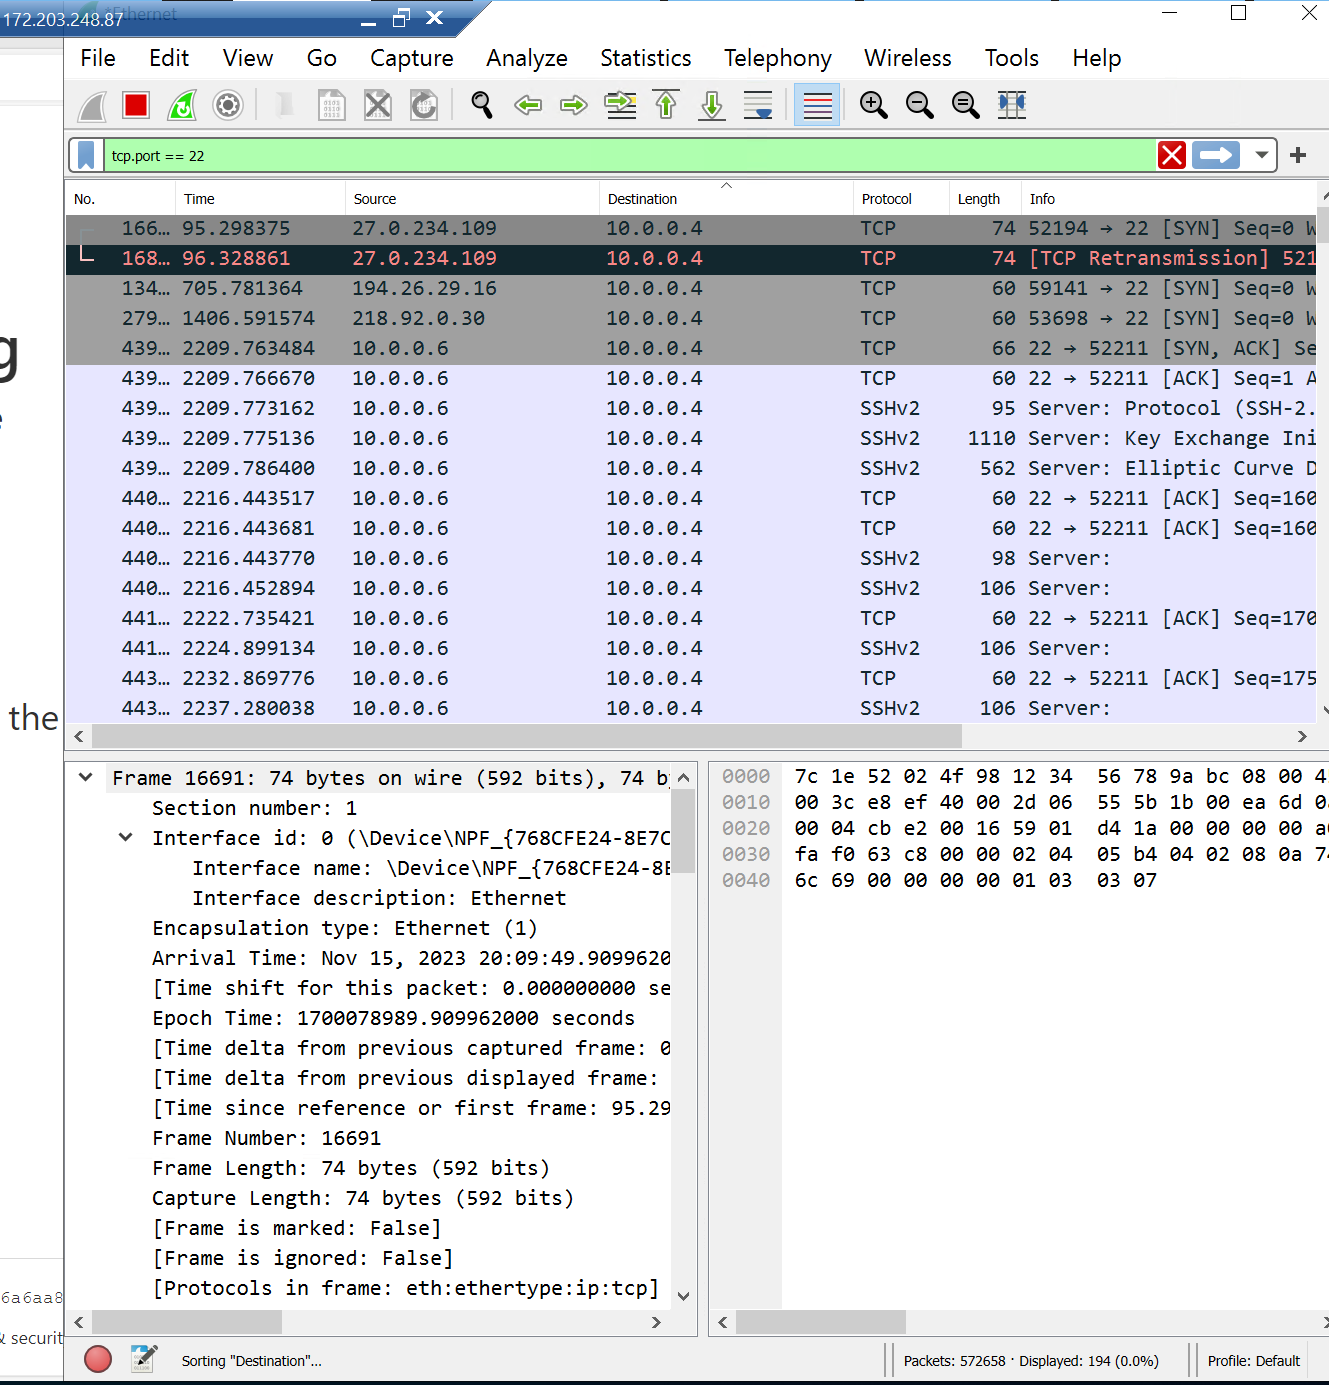 172.203.248.87
*Ethernet
File Edit View Go Capture Analyze Statistics Telephony Wireless Tools Help
tcp.port == 22
No. Time Source Destination Protocol Length Info
166… 95.298375 27.0.234.109 10.0.0.4 TCP 74 52194 → 22 [SYN] Seq=0 W
168… 96.328861 27.0.234.109 10.0.0.4 TCP 74 [TCP Retransmission] 521
134… 705.781364 194.26.29.16 10.0.0.4 TCP 60 59141 → 22 [SYN] Seq=0 W
279… 1406.591574 218.92.0.30 10.0.0.4 TCP 60 53698 → 22 [SYN] Seq=0 W
439… 2209.763484 10.0.0.6 10.0.0.4 TCP 66 22 → 52211 [SYN, ACK] Se
439… 2209.766670 10.0.0.6 10.0.0.4 TCP 60 22 → 52211 [ACK] Seq=1 A
439… 2209.773162 10.0.0.6 10.0.0.4 SSHv2 95 Server: Protocol (SSH-2.
439… 2209.775136 10.0.0.6 10.0.0.4 SSHv2 1110 Server: Key Exchange Ini
439… 2209.786400 10.0.0.6 10.0.0.4 SSHv2 562 Server: Elliptic Curve D
440… 2216.443517 10.0.0.6 10.0.0.4 TCP 60 22 → 52211 [ACK] Seq=160
440… 2216.443681 10.0.0.6 10.0.0.4 TCP 60 22 → 52211 [ACK] Seq=160
440… 2216.443770 10.0.0.6 10.0.0.4 SSHv2 98 Server:
440… 2216.452894 10.0.0.6 10.0.0.4 SSHv2 106 Server:
441… 2222.735421 10.0.0.6 10.0.0.4 TCP 60 22 → 52211 [ACK] Seq=170
441… 2224.899134 10.0.0.6 10.0.0.4 SSHv2 106 Server:
443… 2232.869776 10.0.0.6 10.0.0.4 TCP 60 22 → 52211 [ACK] Seq=175
443… 2237.280038 10.0.0.6 10.0.0.4 SSHv2 106 Server:
g
e
the
6a6aa8
& securit
Frame 16691: 74 bytes on wire (592 bits), 74 b
Section number: 1
Interface id: 0 (\Device\NPF_{768CFE24-8E7C
Interface name: \Device\NPF_{768CFE24-8E
Interface description: Ethernet
Encapsulation type: Ethernet (1)
Arrival Time: Nov 15, 2023 20:09:49.9099620
[Time shift for this packet: 0.000000000 se
Epoch Time: 1700078989.909962000 seconds
[Time delta from previous captured frame: 0
[Time delta from previous displayed frame:
[Time since reference or first frame: 95.29
Frame Number: 16691
Frame Length: 74 bytes (592 bits)
Capture Length: 74 bytes (592 bits)
[Frame is marked: False]
[Frame is ignored: False]
[Protocols in frame: eth:ethertype:ip:tcp]
0000 7c 1e 52 02 4f 98 12 34 56 78 9a bc 08 00 4
0010 00 3c e8 ef 40 00 2d 06 55 5b 1b 00 ea 6d 0a
0020 00 04 cb e2 00 16 59 01 d4 1a 00 00 00 00 a0
0030 fa f0 63 c8 00 00 02 04 05 b4 04 02 08 0a 74
0040 6c 69 00 00 00 00 01 03 03 07
Sorting "Destination"…
Packets: 572658 · Displayed: 194 (0.0%)
Profile: Default